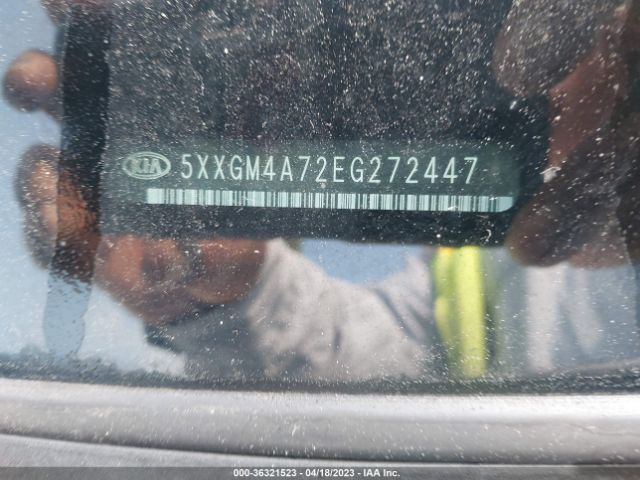 KIA 5XXGM4A72EG272447
000-36321523 | 04/18/2023 | IAA Inc.